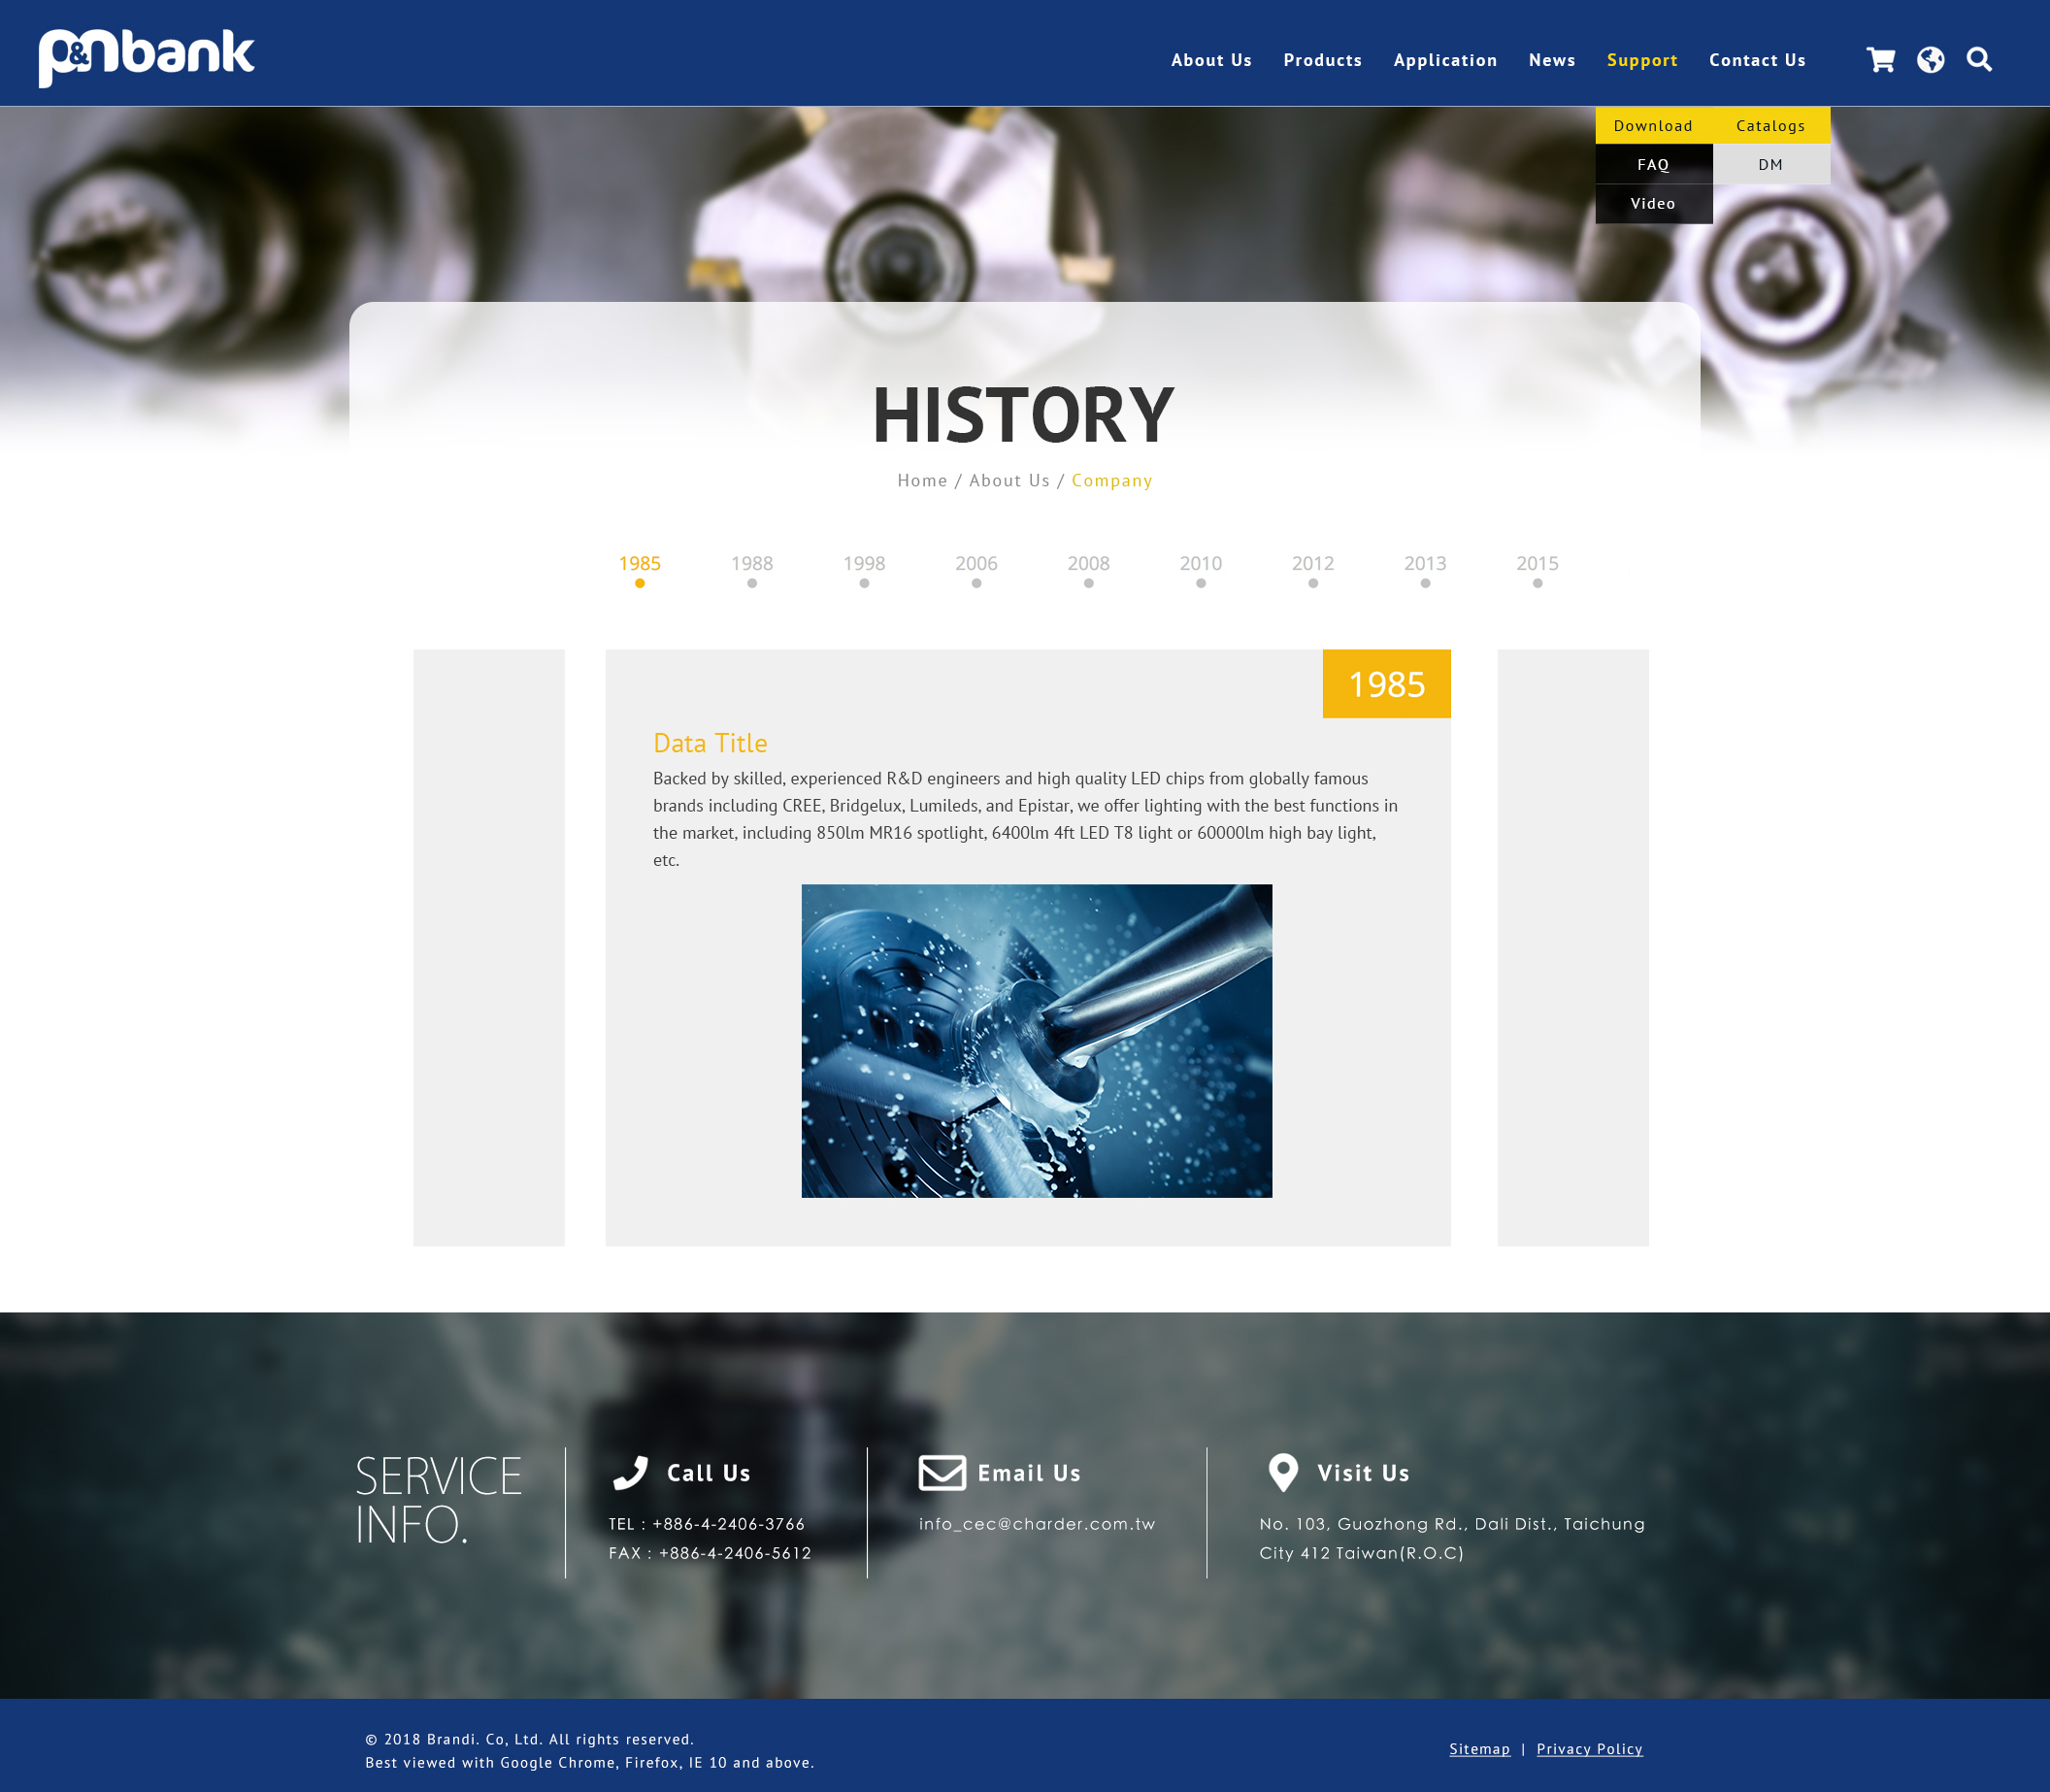 p&nbank
About Us Products Application News Support Contact Us
Download Catalogs
FAQ DM
Video
HISTORY
Home / About Us / Company
1985 1988 1998 2006 2008 2010 2012 2013 2015
1985
Data Title
Backed by skilled, experienced R&D engineers and high quality LED chips from globally famous
brands including CREE, Bridgelux, Lumileds, and Epistar, we offer lighting with the best functions in
the market, including 850lm MR16 spotlight, 6400lm 4ft LED T8 light or 60000lm high bay light,
etc.
SERVICE
INFO.
Call Us
TEL : +886-4-2406-3766
FAX : +886-4-2406-5612
Email Us
info_cec@charder.com.tw
Visit Us
No. 103, Guozhong Rd., Dali Dist., Taichung
City 412 Taiwan(R.O.C)
© 2018 Brandi. Co, Ltd. All rights reserved.
Best viewed with Google Chrome, Firefox, IE 10 and above.
Sitemap | Privacy Policy